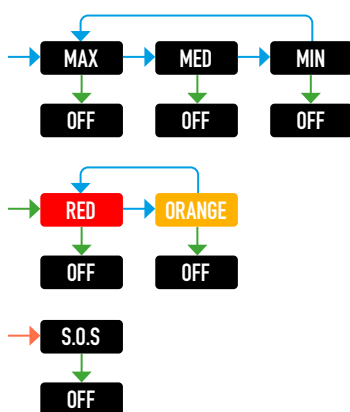 MAX MED MIN
OFF OFF OFF
RED ORANGE
OFF OFF
S.O.S
OFF